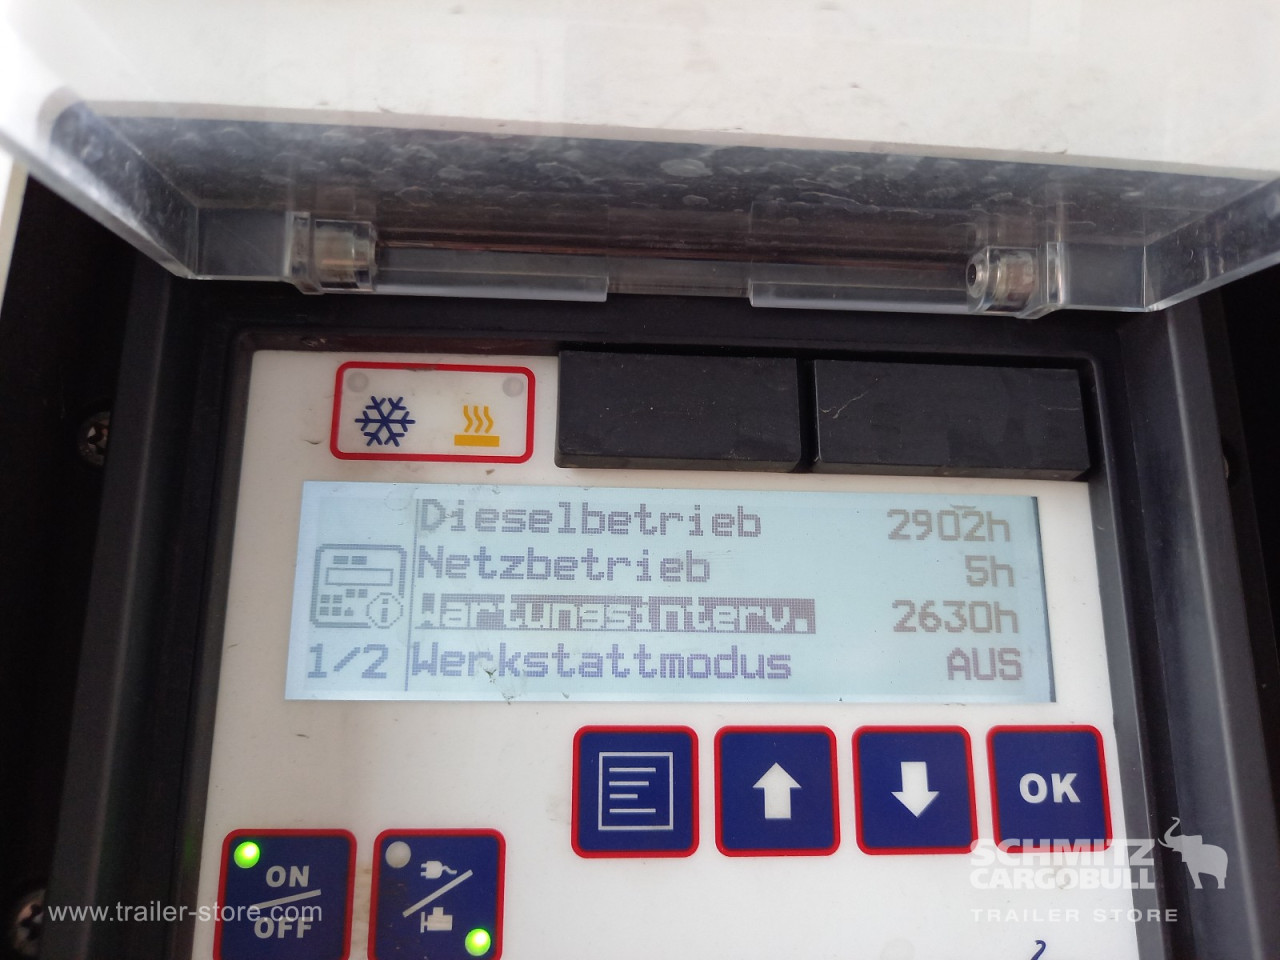 Dieselbetrieb 2902h
Netzbetrieb 5h
Wartungsinterv. 2630h
1/2 Werkstattmodus AUS
OK
ON
OFF
SCHMITZ
CARGOBULL
TRAILER STORE
www.trailer-store.com
2